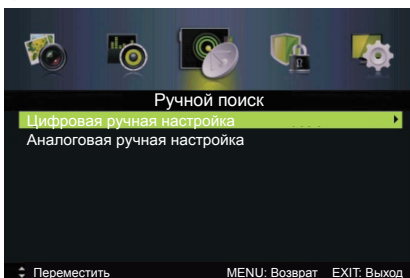 Ручной поиск
Цифровая ручная настройка
Аналоговая ручная настройка
Переместить MENU: Возврат EXIT: Выход